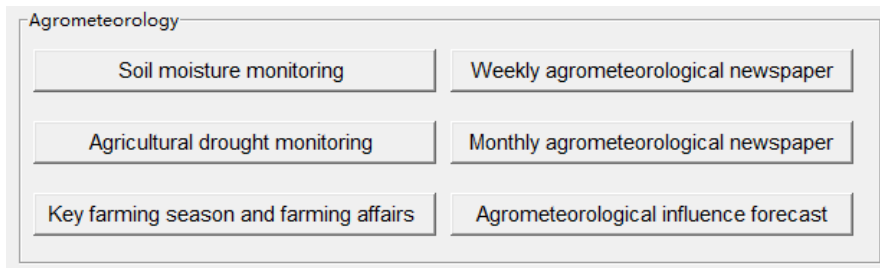 Agrometeorology
Soil moisture monitoring
Weekly agrometeorological newspaper
Agricultural drought monitoring
Monthly agrometeorological newspaper
Key farming season and farming affairs
Agrometeorological influence forecast